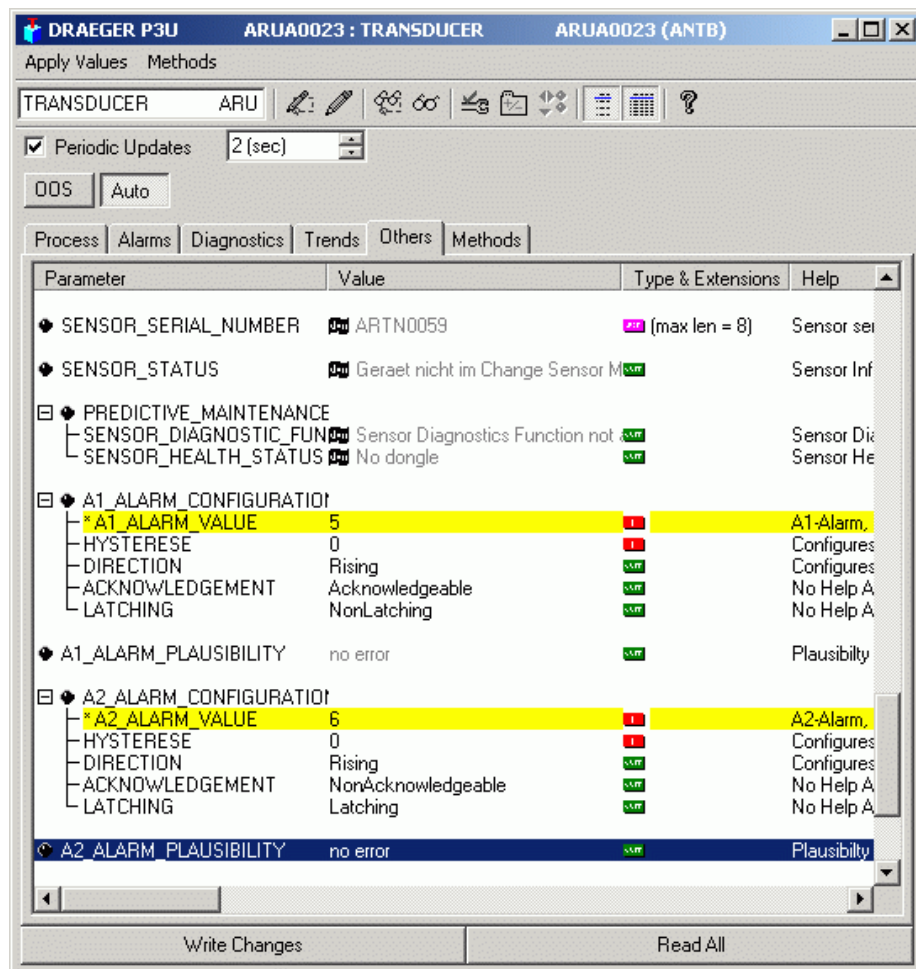 DRAEGER P3U ARUA0023 : TRANSDUCER ARUA0023 (ANTB)
Apply Values Methods
TRANSDUCER ARU
Periodic Updates 2 (sec)
OOS Auto
Process Alarms Diagnostics Trends Others Methods
Parameter Value Type & Extensions Help
SENSOR_SERIAL_NUMBER ARTN0059 (max len = 8) Sensor ser
SENSOR_STATUS Geraet nicht im Change Sensor M Sensor Inf
PREDICTIVE_MAINTENANCE
SENSOR_DIAGNOSTIC_FUN Sensor Diagnostics Function not Sensor Dia
SENSOR_HEALTH_STATUS No dongle Sensor He
A1_ALARM_CONFIGURATION
* A1_ALARM_VALUE 5 A1-Alarm,
HYSTERESE 0 Configures
DIRECTION Rising Configures
ACKNOWLEDGEMENT Acknowledgeable No Help A
LATCHING NonLatching No Help A
A1_ALARM_PLAUSIBILITY no error Plausibilty
A2_ALARM_CONFIGURATION
* A2_ALARM_VALUE 6 A2-Alarm,
HYSTERESE 0 Configures
DIRECTION Rising Configures
ACKNOWLEDGEMENT NonAcknowledgeable No Help A
LATCHING Latching No Help A
A2_ALARM_PLAUSIBILITY no error Plausibilty
Write Changes Read All